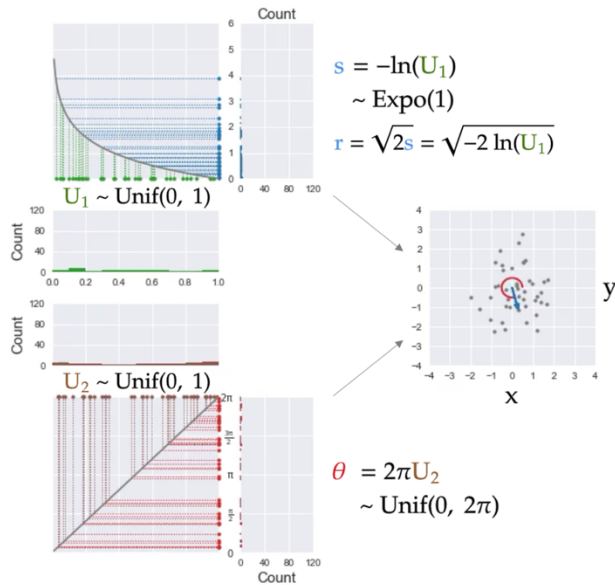 Count
6
5
4
3
2
1
0
0 40 80 120
s = −ln(U₁)
~ Expo(1)
r = √2s = √−2 ln(U₁)
U₁ ~ Unif(0, 1)
Count
120
80
40
0
0.0 0.2 0.4 0.6 0.8 1.0
Count
120
80
40
0
U₂ ~ Unif(0, 1)
4
3
2
1
0
−1
−2
−3
−4
−4 −3 −2 −1 0 1 2 3 4
y
x
2π
3π/2
π
π/2
0
0 40 80 120
Count
θ = 2πU₂
~ Unif(0, 2π)